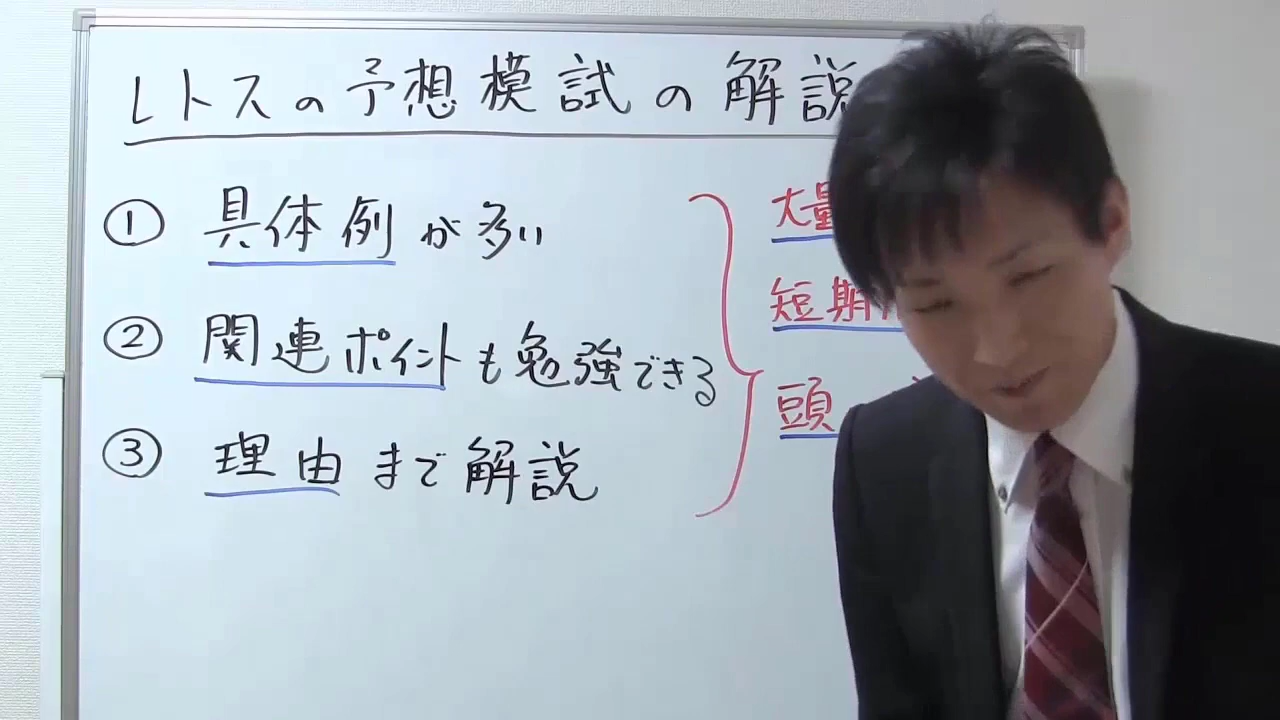 レトスの予想模試の解説
① 具体例が多い
② 関連ポイントも勉強できる
③ 理由まで解説
大量
短期
頭